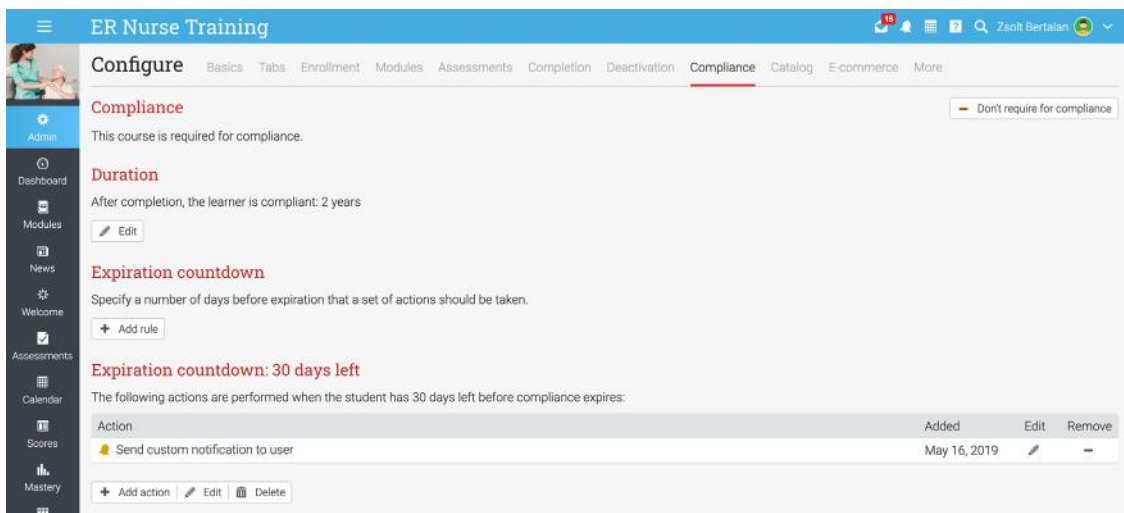 ER Nurse Training
15
?
Zsolt Bertalan
Configure Basics Tabs Enrollment Modules Assessments Completion Deactivation Compliance Catalog E-commerce More
Compliance
Don't require for compliance
This course is required for compliance.
Duration
After completion, the learner is compliant: 2 years
Edit
Expiration countdown
Specify a number of days before expiration that a set of actions should be taken.
Add rule
Expiration countdown: 30 days left
The following actions are performed when the student has 30 days left before compliance expires:
Action Added Edit Remove
Send custom notification to user May 16, 2019
Add action Edit Delete
Admin
Dashboard
Modules
News
Welcome
Assessments
Calendar
Scores
Mastery